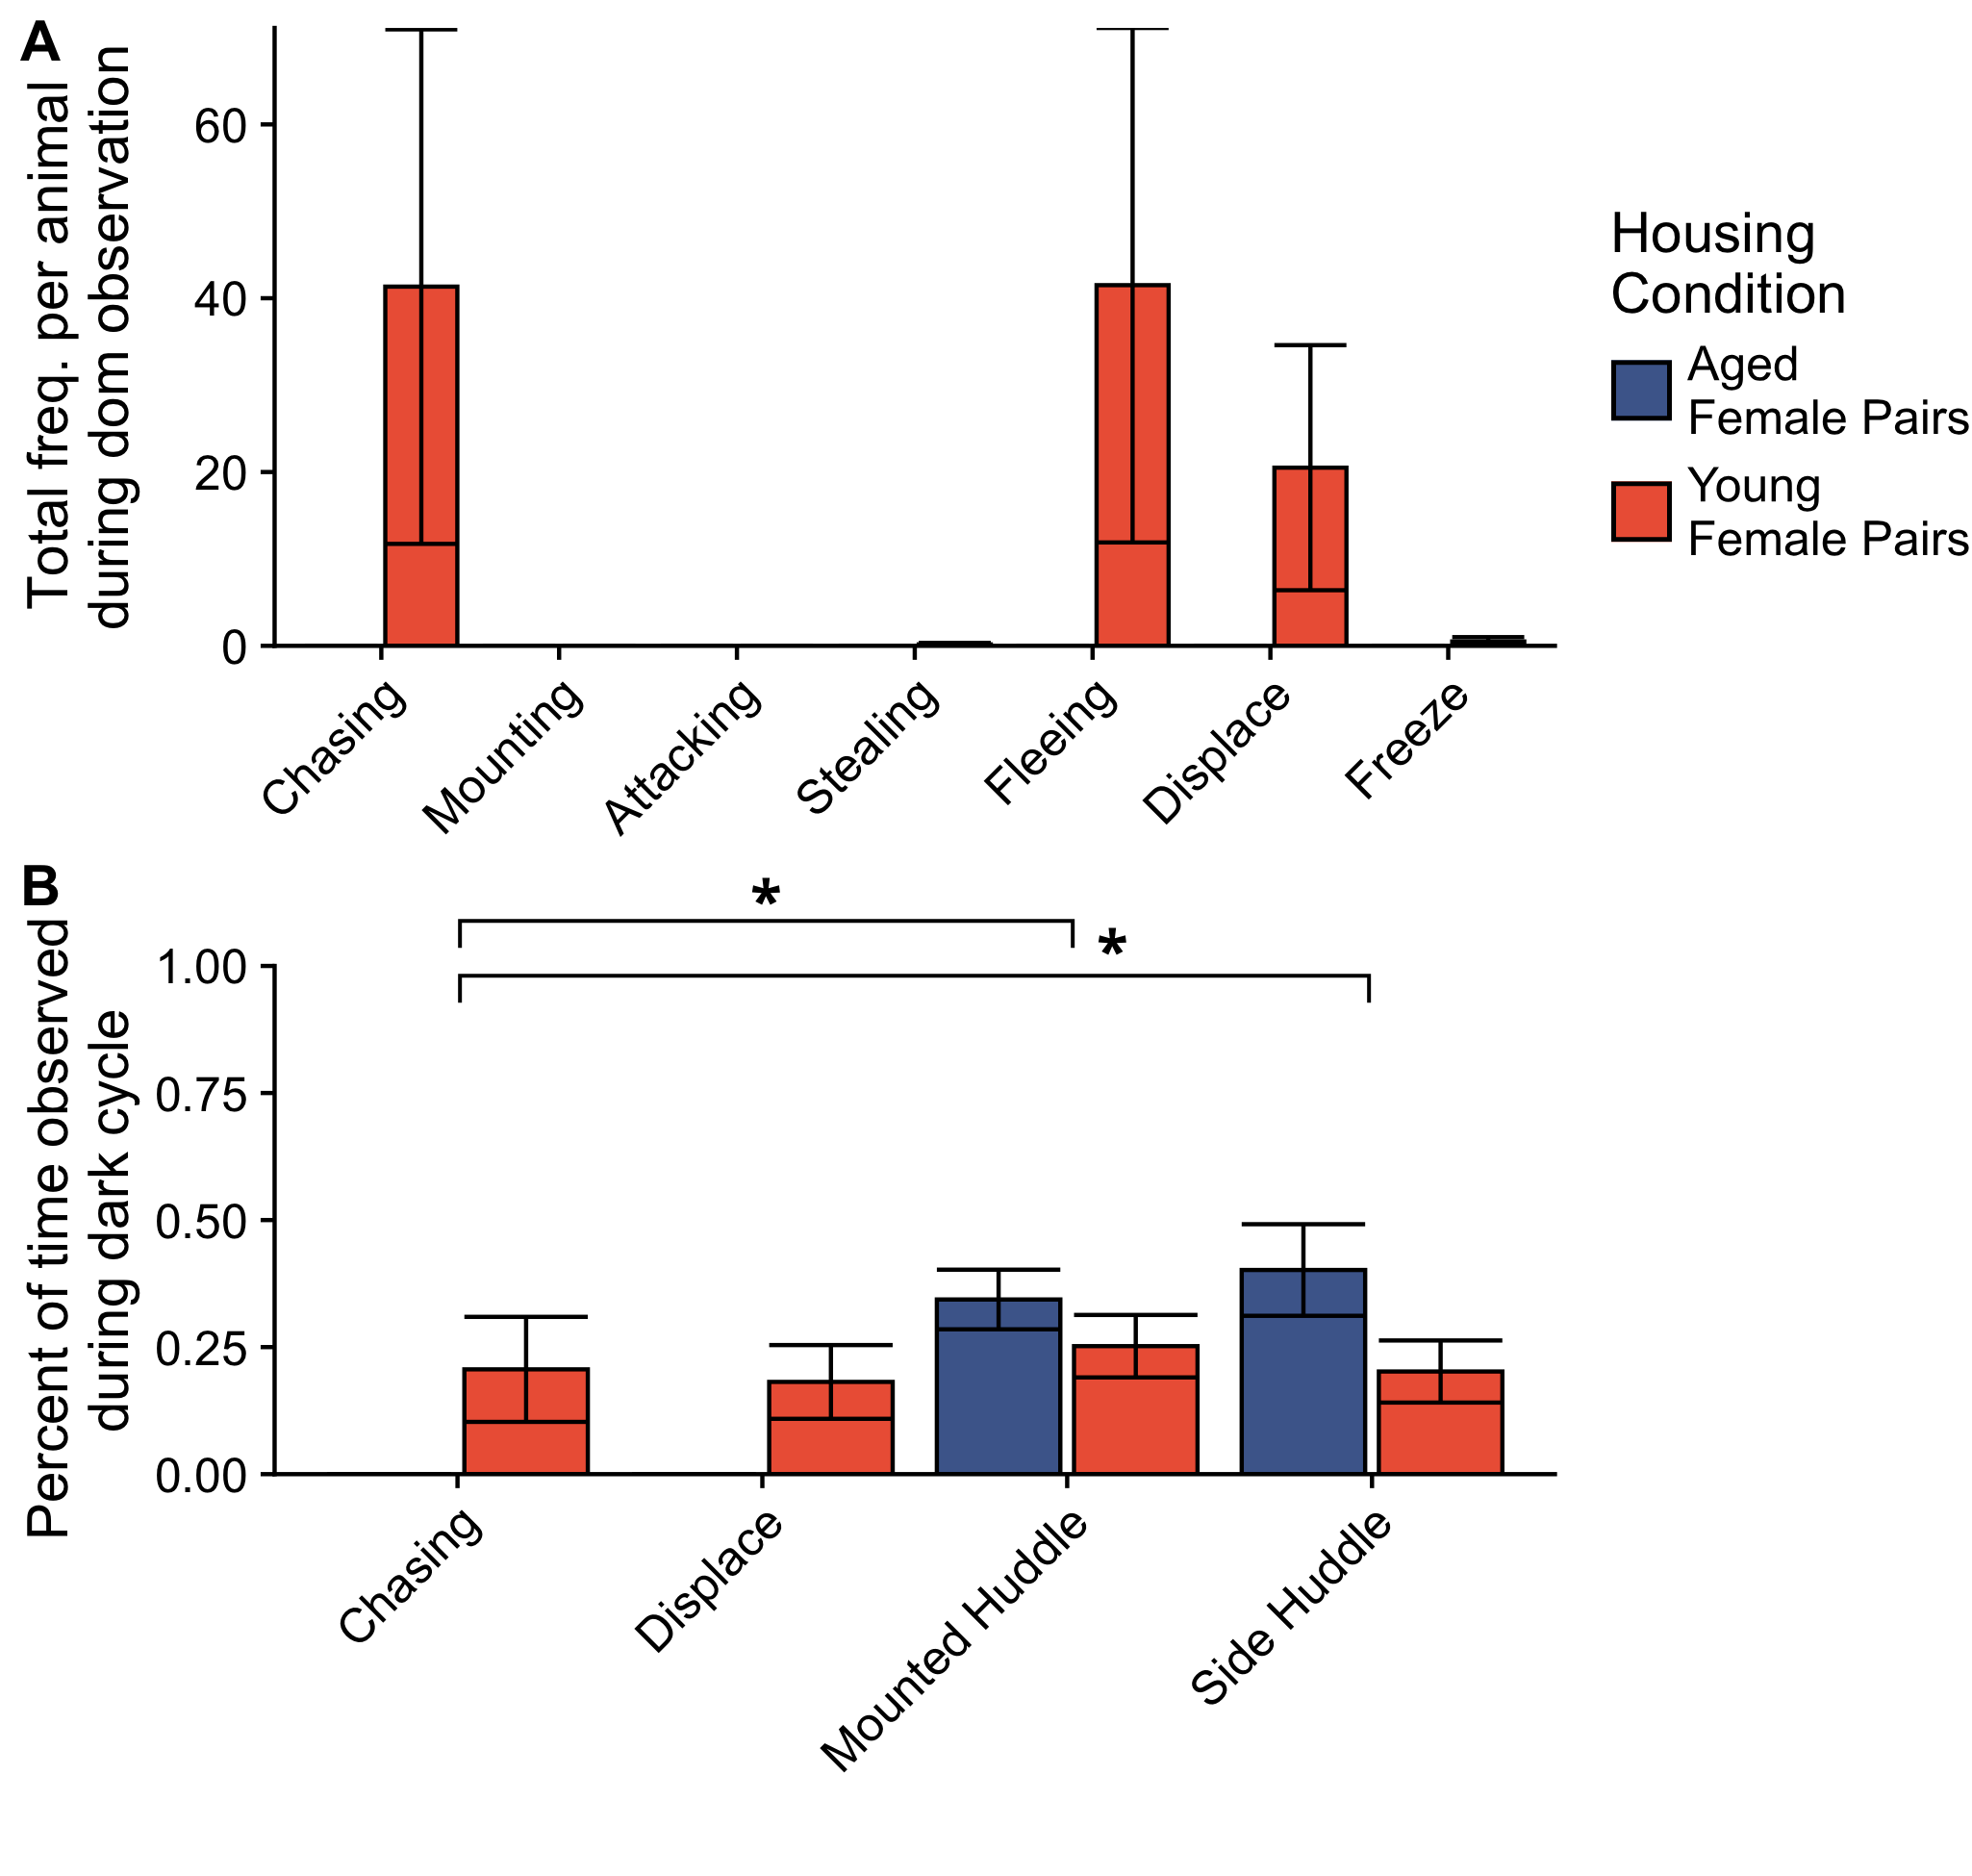 A
Total freq. per animal
during dom observation
60
40
20
0
Chasing
Mounting
Attacking
Stealing
Fleeing
Displace
Freeze
Housing
Condition
Aged
Female Pairs
Young
Female Pairs
B
Percent of time observed
during dark cycle
*
*
1.00
0.75
0.50
0.25
0.00
Chasing
Displace
Mounted Huddle
Side Huddle